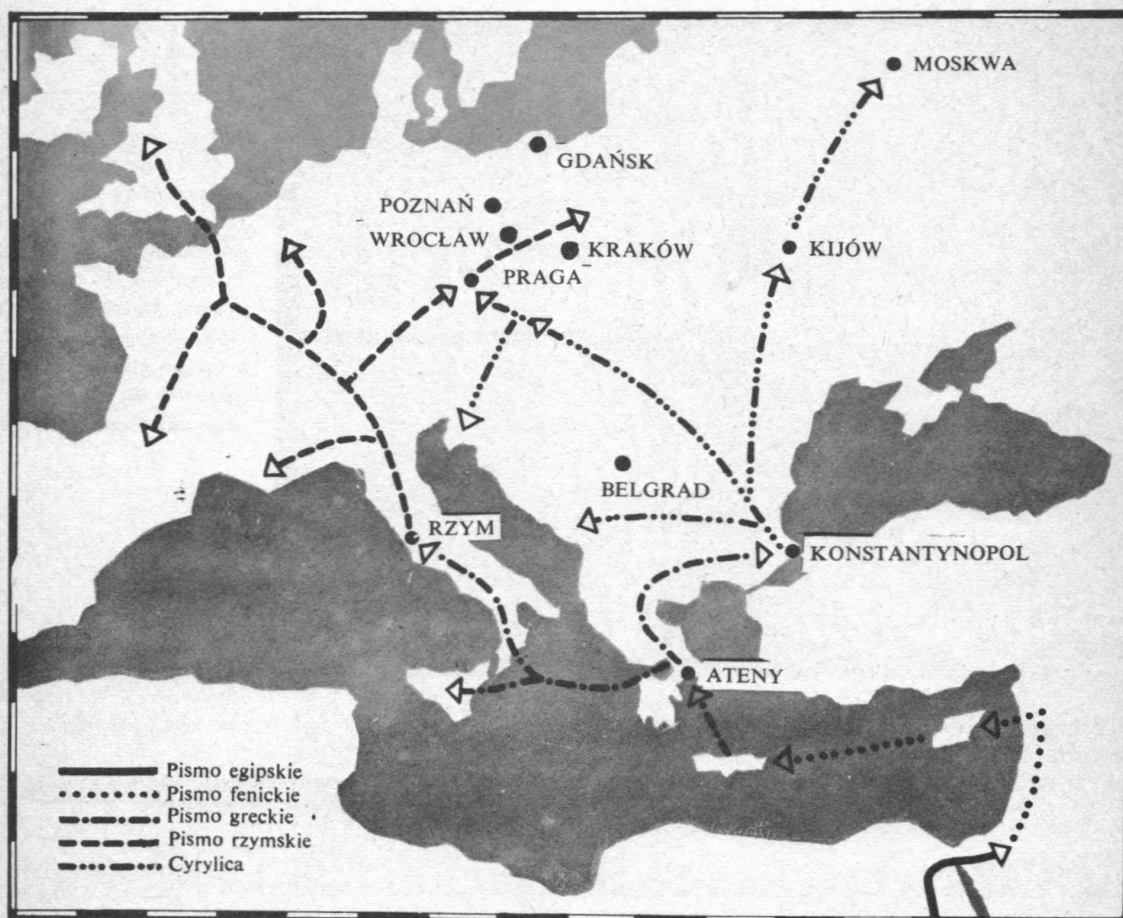 MOSKWA
GDAŃSK
POZNAŃ
WROCŁAW
KRAKÓW
KIJÓW
PRAGA
BELGRAD
RZYM
KONSTANTYNOPOL
ATENY
Pismo egipskie
Pismo fenickie
Pismo greckie
Pismo rzymskie
Cyrylica